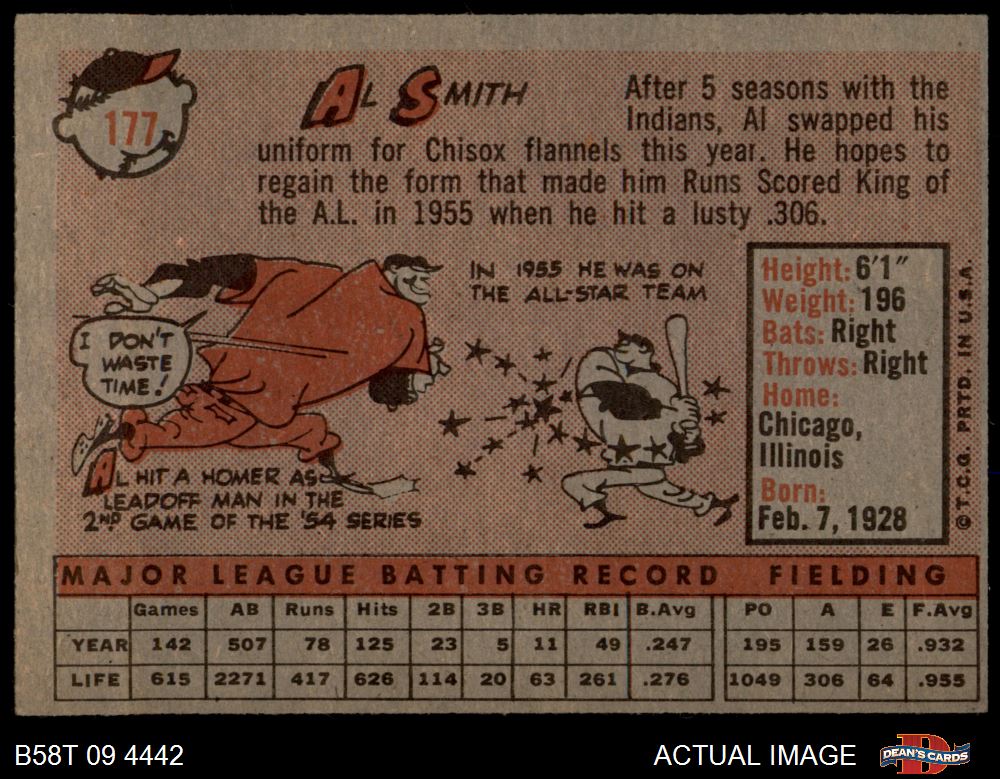 177
AL SMITH
After 5 seasons with the
Indians, Al swapped his
uniform for Chisox flannels this year. He hopes to
regain the form that made him Runs Scored King of
the A.L. in 1955 when he hit a lusty .306.
I DON'T
WASTE
TIME!
AL HIT A HOMER AS
LEADOFF MAN IN THE
2ND GAME OF THE '54 SERIES
IN 1955 HE WAS ON
THE ALL-STAR TEAM
Height: 6'1"
Weight: 196
Bats: Right
Throws: Right
Home:
Chicago,
Illinois
Born:
Feb. 7, 1928
© T.C.G. PRTD. IN U.S.A.
MAJOR LEAGUE BATTING RECORD FIELDING
Games AB Runs Hits 2B 3B HR RBI B.Avg PO A E F.Avg
YEAR 142 507 78 125 23 5 11 49 .247 195 159 26 .932
LIFE 615 2271 417 626 114 20 63 261 .276 1049 306 64 .955
B58T 09 4442 ACTUAL IMAGE DEAN'S CARDS